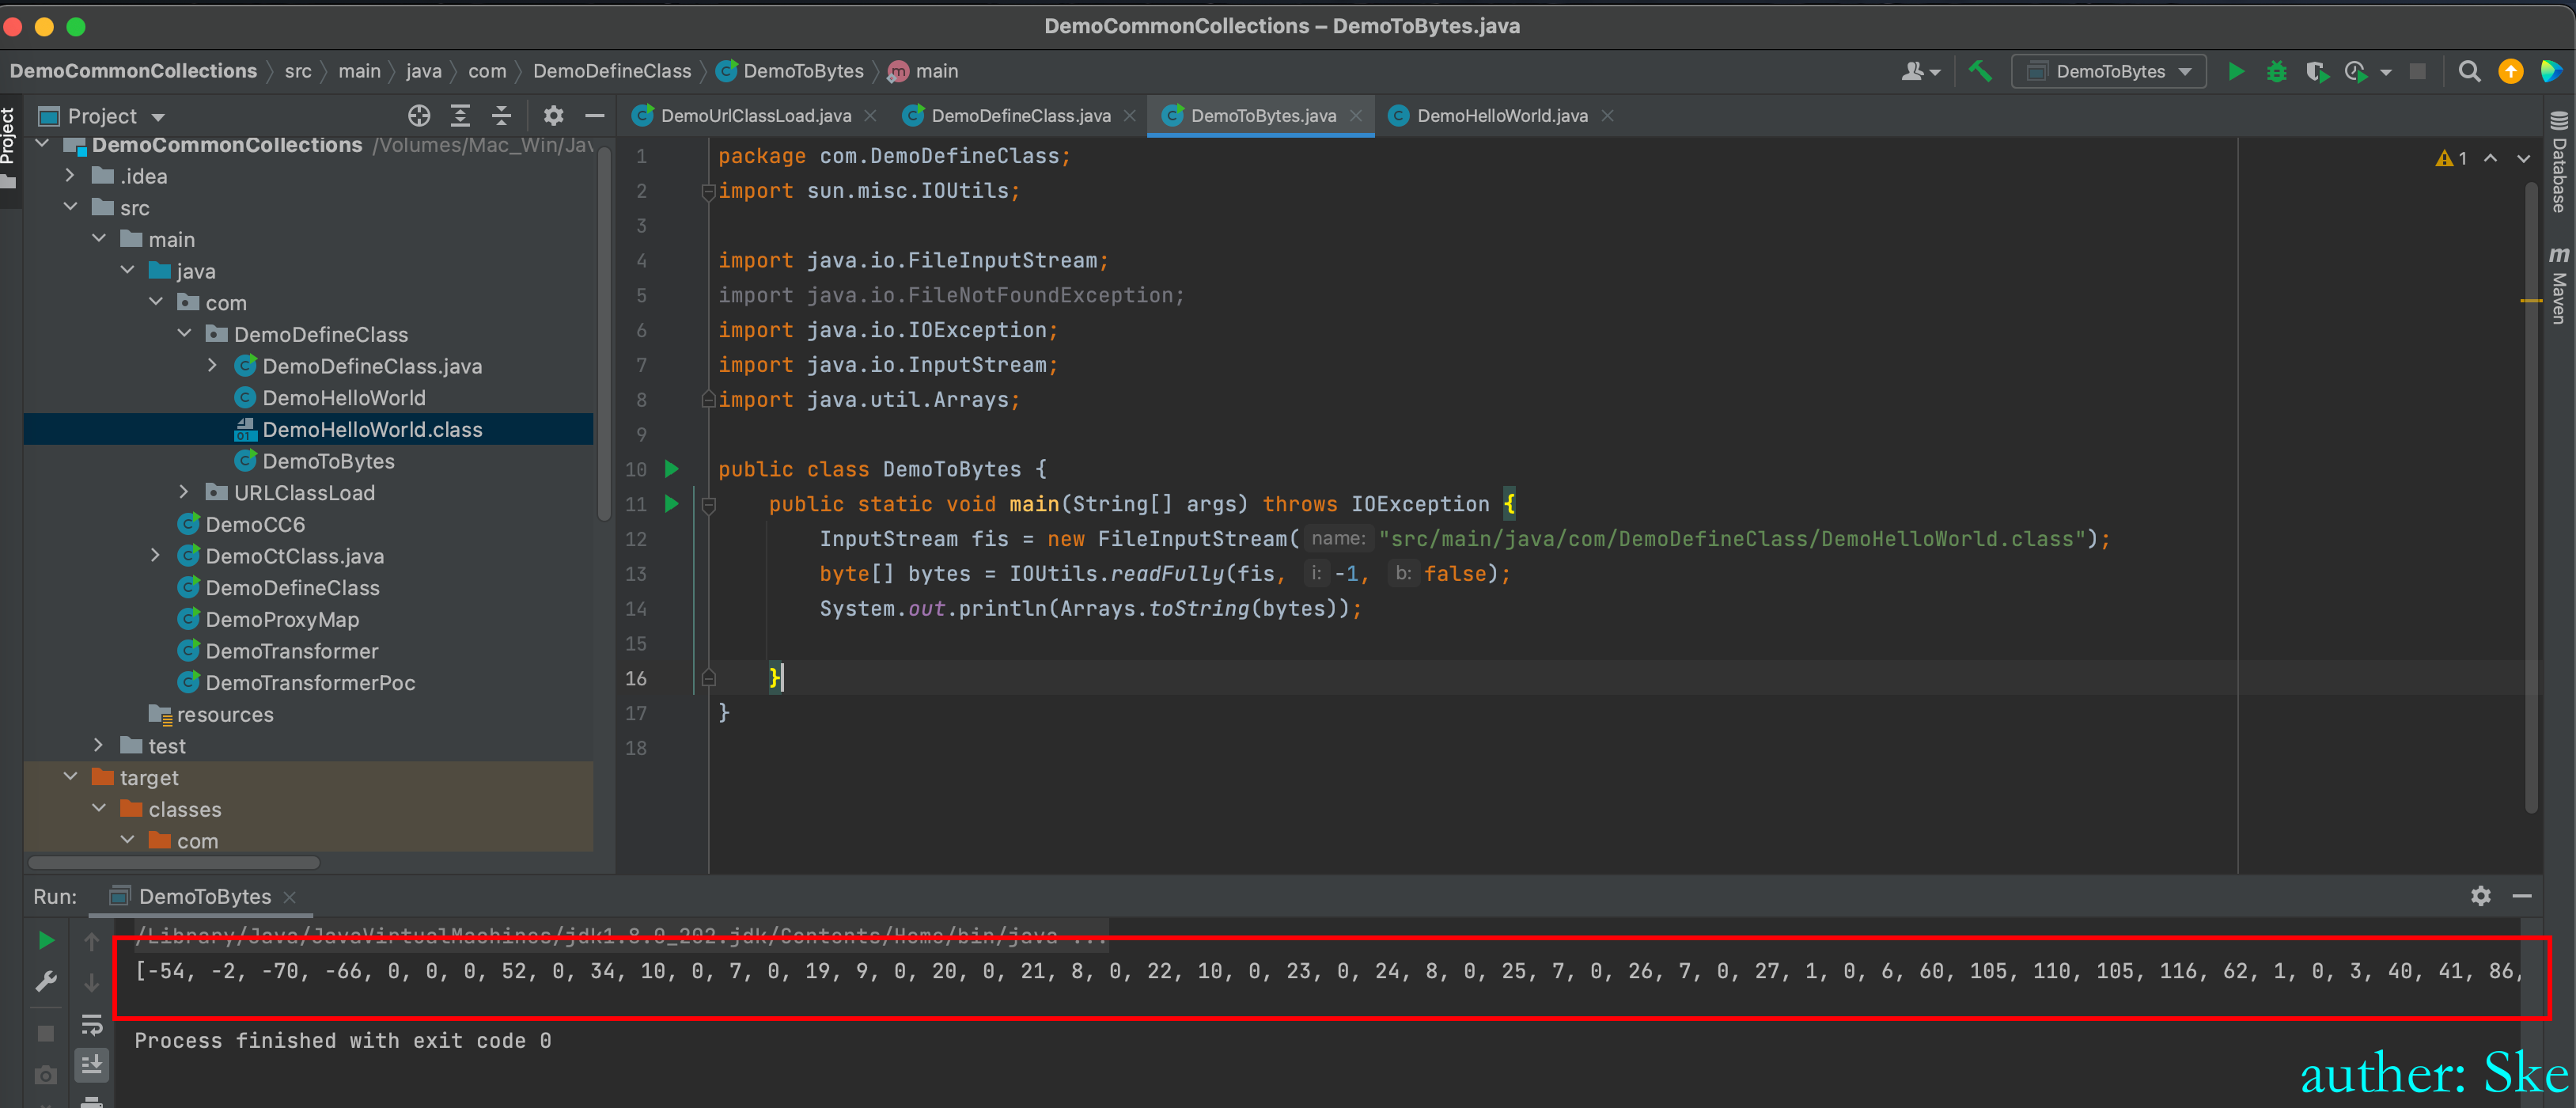 DemoCommonCollections – DemoToBytes.java
DemoCommonCollections src main java com DemoDefineClass DemoToBytes main
DemoToBytes
Project
Project
DemoCommonCollections /Volumes/Mac_Win/Jav
.idea
src
main
java
com
DemoDefineClass
DemoDefineClass.java
DemoHelloWorld
DemoHelloWorld.class
DemoToBytes
URLClassLoad
DemoCC6
DemoCtClass.java
DemoDefineClass
DemoProxyMap
DemoTransformer
DemoTransformerPoc
resources
test
target
classes
com
DemoUrlClassLoad.java DemoDefineClass.java DemoToBytes.java DemoHelloWorld.java
1 package com.DemoDefineClass;
2 import sun.misc.IOUtils;
3
4 import java.io.FileInputStream;
5 import java.io.FileNotFoundException;
6 import java.io.IOException;
7 import java.io.InputStream;
8 import java.util.Arrays;
9
10 public class DemoToBytes {
11 public static void main(String[] args) throws IOException {
12 InputStream fis = new FileInputStream( name: "src/main/java/com/DemoDefineClass/DemoHelloWorld.class");
13 byte[] bytes = IOUtils.readFully(fis, i: -1, b: false);
14 System.out.println(Arrays.toString(bytes));
15
16 }
17 }
18
1
Database
Maven
Run: DemoToBytes
/Library/Java/JavaVirtualMachines/jdk1.8.0_202.jdk/Contents/Home/bin/java ...
[-54, -2, -70, -66, 0, 0, 0, 52, 0, 34, 10, 0, 7, 0, 19, 9, 0, 20, 0, 21, 8, 0, 22, 10, 0, 23, 0, 24, 8, 0, 25, 7, 0, 26, 7, 0, 27, 1, 0, 6, 60, 105, 110, 105, 116, 62, 1, 0, 3, 40, 41, 86,
Process finished with exit code 0
auther: Ske